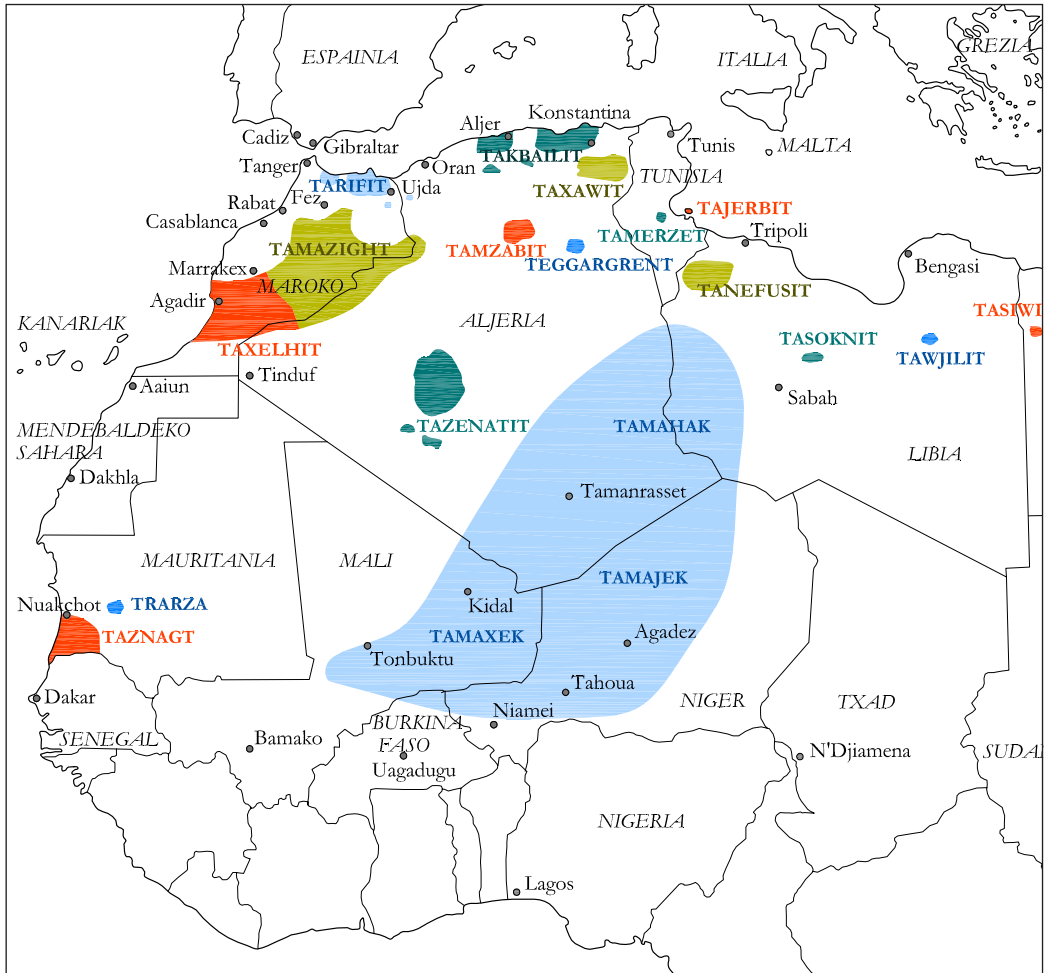 ESPAINIA
ITALIA
GREZIA
Konstantina
Aljer
Cadiz
Gibraltar
Tunis
MALTA
TAKBAILIT
Tanger
Oran
TUNISIA
TARIFIT
Ujda
TAXAWIT
Fez
Rabat
TAJERBIT
Casablanca
TAMERZET
Tripoli
TAMAZIGHT
TAMZABIT
TEGGARGRENT
Bengasi
Marrakex
MAROKO
TANEFUSIT
Agadir
TASIWI
KANARIAK
ALJERIA
TASOKNIT
TAXELHIT
TAWJILIT
Tinduf
Aaiun
Sabah
MENDEBALDEKO
SAHARA
TAZENATIT
TAMAHAK
LIBIA
Dakhla
Tamanrasset
MAURITANIA
MALI
TAMAJEK
Nuakchot
TRARZA
Kidal
TAZNAGT
TAMAXEK
Agadez
Tonbuktu
Tahoua
Dakar
NIGER
TXAD
Niamei
BURKINA
FASO
SENEGAL
Bamako
N'Djiamena
SUDA
Uagadugu
NIGERIA
Lagos